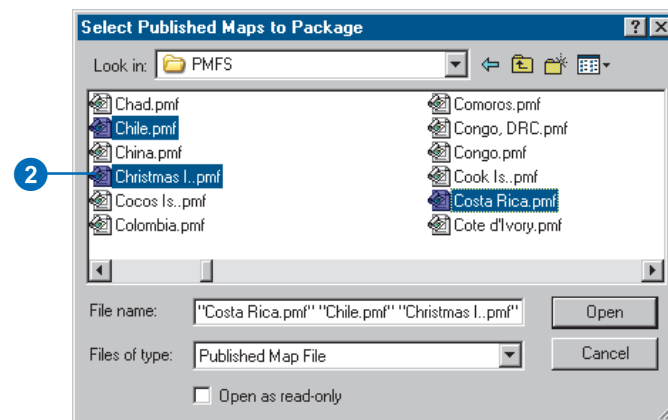 Select Published Maps to Package
Look in: PMFS
Chad.pmf
Chile.pmf
China.pmf
2
Christmas I..pmf
Cocos Is..pmf
Colombia.pmf
Comoros.pmf
Congo, DRC.pmf
Congo.pmf
Cook Is..pmf
Costa Rica.pmf
Cote d'Ivory.pmf
File name: "Costa Rica.pmf" "Chile.pmf" "Christmas I..pmf" Open
Files of type: Published Map File Cancel
Open as read-only